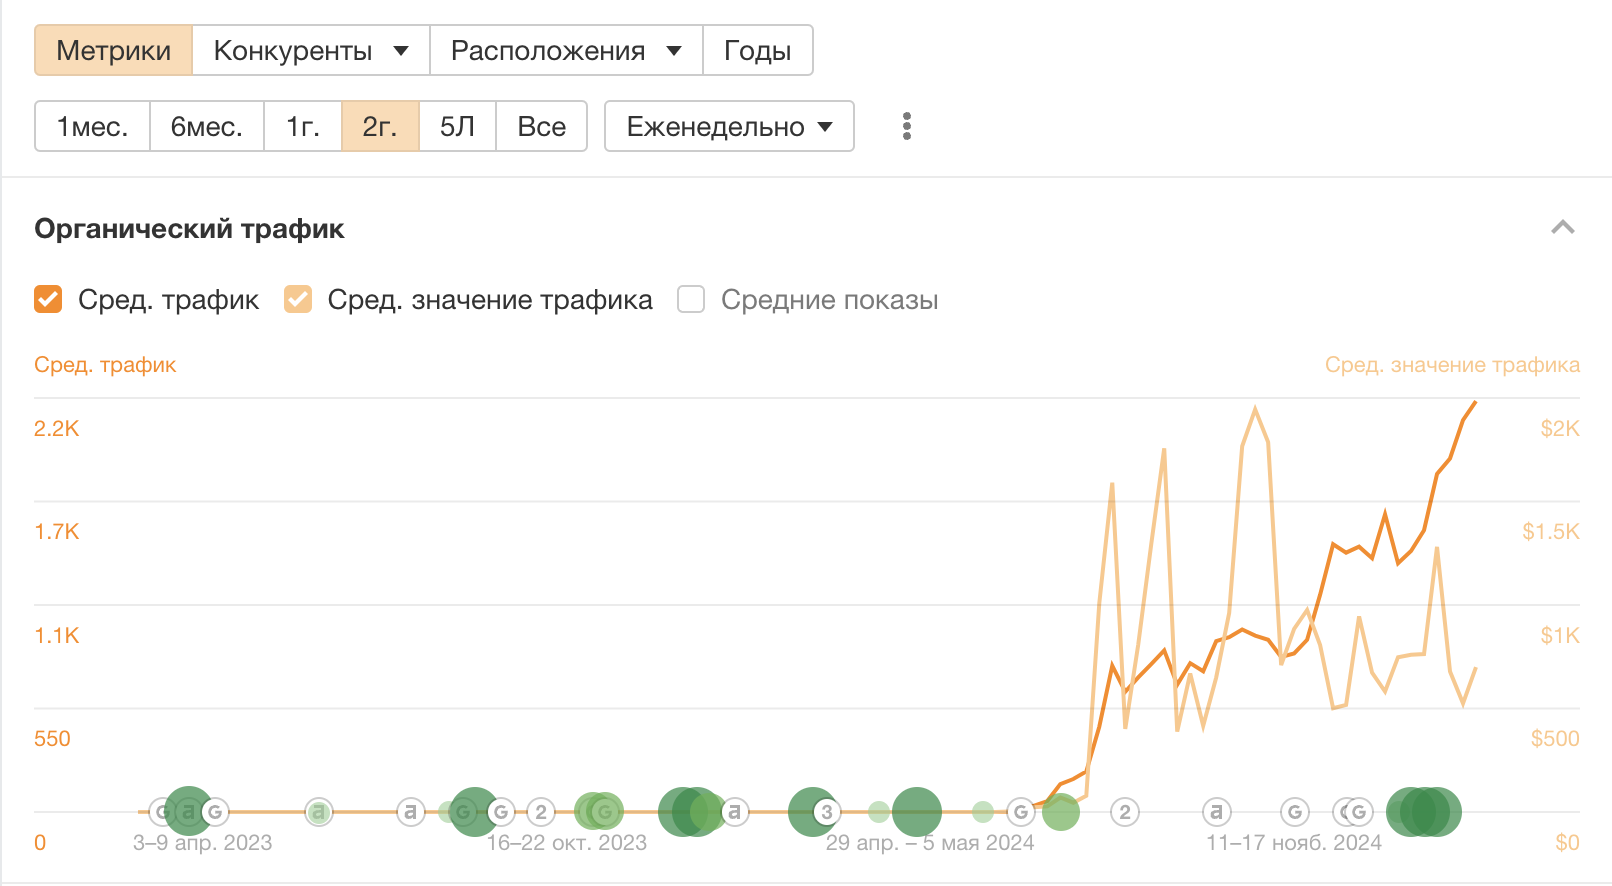 Метрики Конкуренты Расположения Годы
1мес. 6мес. 1г. 2г. 5Л Все Еженедельно
Органический трафик
Сред. трафик Сред. значение трафика Средние показы
Сред. трафик Сред. значение трафика
2.2K $2K
1.7K $1.5K
1.1K $1K
550 $500
G a G a a G G 2 G a 3 G 2 a G G G
0 3–9 апр. 2023 16–22 окт. 2023 29 апр. – 5 мая 2024 11–17 нояб. 2024 $0